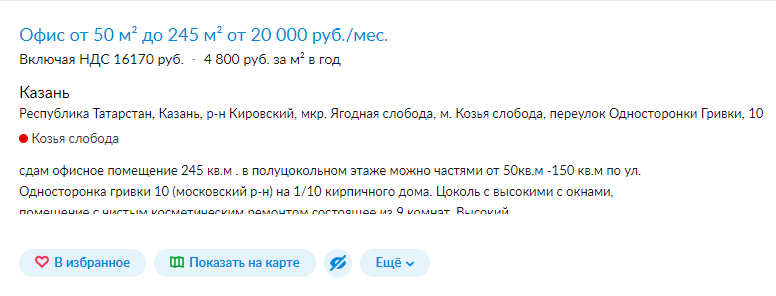 Офис от 50 м² до 245 м² от 20 000 руб./мес.
Включая НДС 16170 руб. · 4 800 руб. за м² в год
Казань
Республика Татарстан, Казань, р-н Кировский, мкр. Ягодная слобода, м. Козья слобода, переулок Односторонки Гривки, 10
Козья слобода
сдам офисное помещение 245 кв.м . в полуцокольном этаже можно частями от 50кв.м -150 кв.м по ул.
Односторонка гривки 10 (московский р-н) на 1/10 кирпичного дома. Цоколь с высокими с окнами,
помещение с чистым косметическим ремонтом состоящее из 9 комнат. Высокий
В избранное Показать на карте Ещё